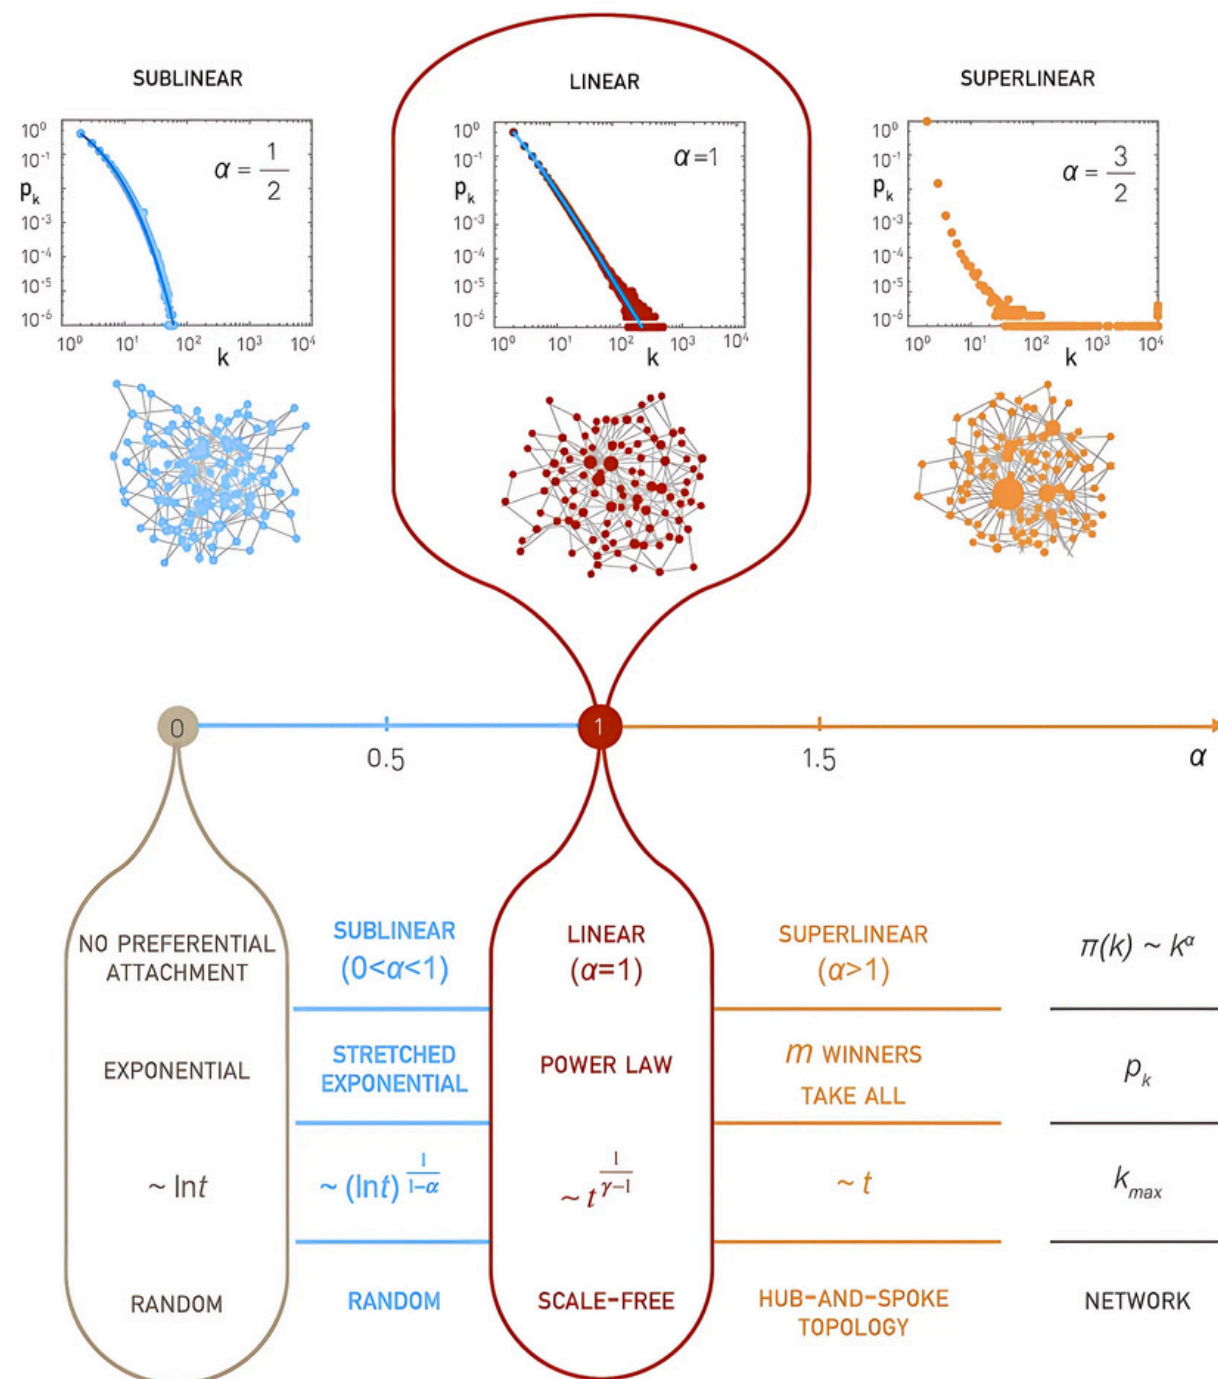 SUBLINEAR
10⁰
10⁻¹
pₖ
10⁻³
10⁻⁴
10⁻⁵
10⁻⁶
α = 1/2
10⁰ 10¹ 10² 10³ 10⁴
k
LINEAR
10⁰
10⁻¹
pₖ
10⁻³
10⁻⁴
10⁻⁵
10⁻⁶
α=1
10⁰ 10¹ 10² 10³ 10⁴
k
SUPERLINEAR
10⁰
10⁻¹
pₖ
10⁻³
10⁻⁴
10⁻⁵
10⁻⁶
α = 3/2
10⁰ 10¹ 10² 10³ 10⁴
k
0
1
0.5
1.5
α
NO PREFERENTIAL
ATTACHMENT
SUBLINEAR
(0<α<1)
LINEAR
(α=1)
SUPERLINEAR
(α>1)
π(k) ~ k^α
EXPONENTIAL
STRETCHED
EXPONENTIAL
POWER LAW
m WINNERS
TAKE ALL
pₖ
~ lnt
~ (lnt)^(1/(1-α))
~ t^(1/(γ-1))
~ t
k_max
RANDOM
RANDOM
SCALE-FREE
HUB-AND-SPOKE
TOPOLOGY
NETWORK